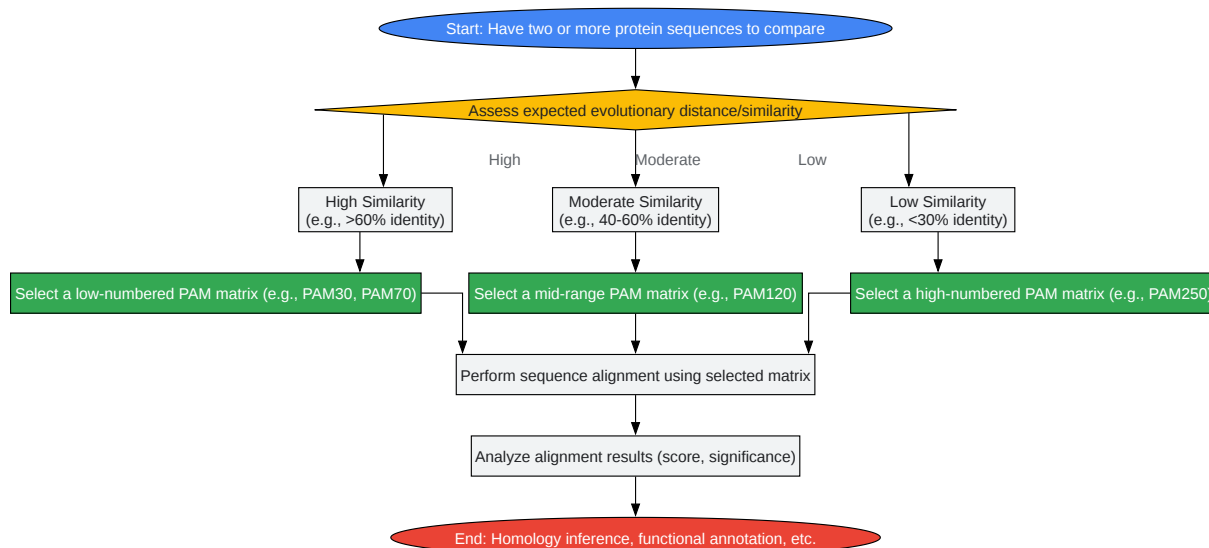 Start: Have two or more protein sequences to compare
Assess expected evolutionary distance/similarity
High
Moderate
Low
High Similarity
(e.g., >60% identity)
Moderate Similarity
(e.g., 40-60% identity)
Low Similarity
(e.g., <30% identity)
Select a low-numbered PAM matrix (e.g., PAM30, PAM70)
Select a mid-range PAM matrix (e.g., PAM120)
Select a high-numbered PAM matrix (e.g., PAM250)
Perform sequence alignment using selected matrix
Analyze alignment results (score, significance)
End: Homology inference, functional annotation, etc.